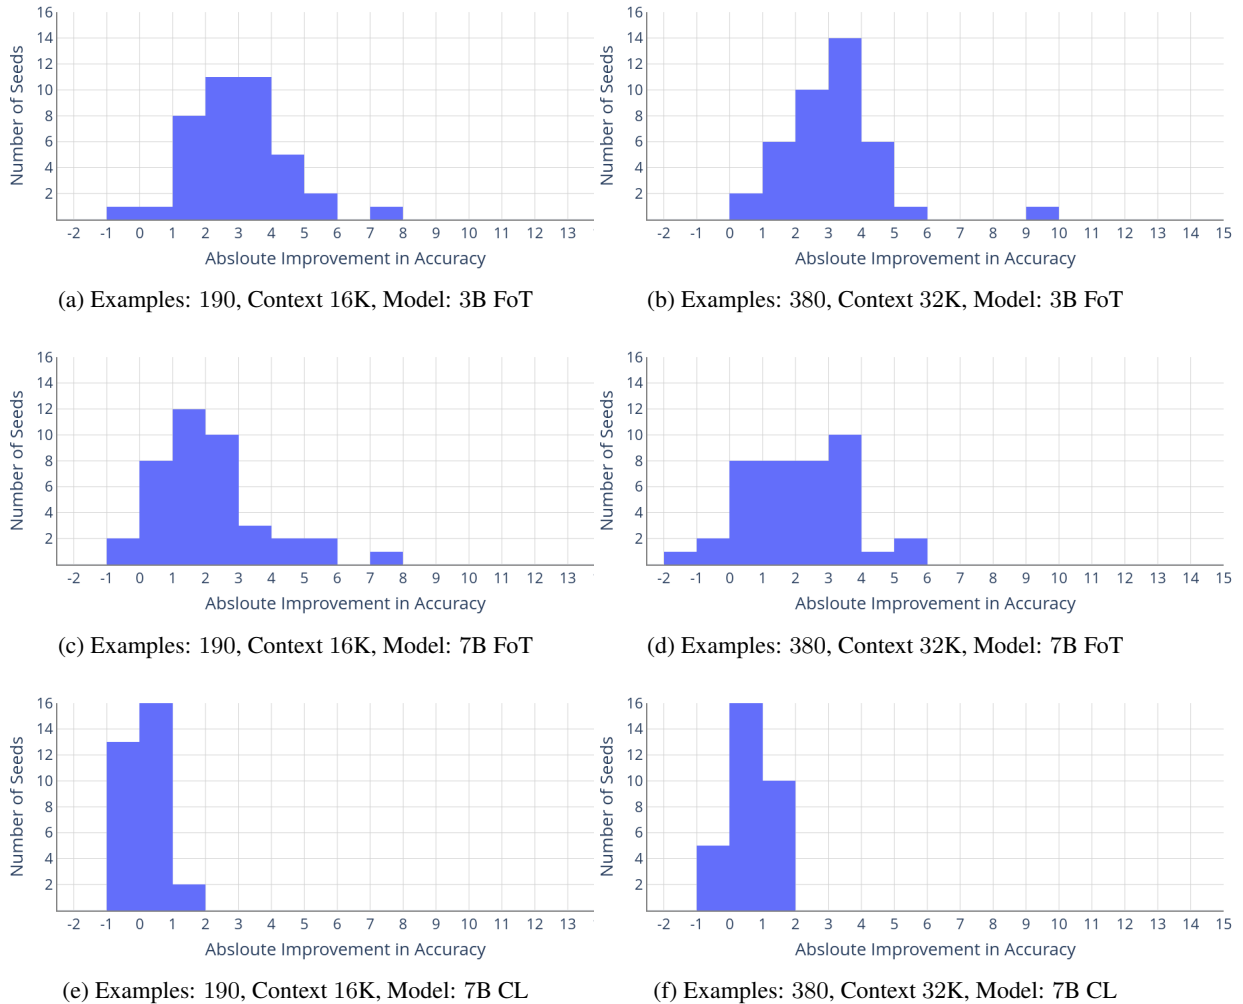 16
14
12
10
8
6
4
2
Number of Seeds
-2 -1 0 1 2 3 4 5 6 7 8 9 10 11 12 13
Absloute Improvement in Accuracy
(a) Examples: 190, Context 16K, Model: 3B FoT
16
14
12
10
8
6
4
2
Number of Seeds
-2 -1 0 1 2 3 4 5 6 7 8 9 10 11 12 13 14 15
Absloute Improvement in Accuracy
(b) Examples: 380, Context 32K, Model: 3B FoT
16
14
12
10
8
6
4
2
Number of Seeds
-2 -1 0 1 2 3 4 5 6 7 8 9 10 11 12 13
Absloute Improvement in Accuracy
(c) Examples: 190, Context 16K, Model: 7B FoT
16
14
12
10
8
6
4
2
Number of Seeds
-2 -1 0 1 2 3 4 5 6 7 8 9 10 11 12 13 14 15
Absloute Improvement in Accuracy
(d) Examples: 380, Context 32K, Model: 7B FoT
16
14
12
10
8
6
4
2
Number of Seeds
-2 -1 0 1 2 3 4 5 6 7 8 9 10 11 12 13
Absloute Improvement in Accuracy
(e) Examples: 190, Context 16K, Model: 7B CL
16
14
12
10
8
6
4
2
Number of Seeds
-2 -1 0 1 2 3 4 5 6 7 8 9 10 11 12 13 14 15
Absloute Improvement in Accuracy
(f) Examples: 380, Context 32K, Model: 7B CL